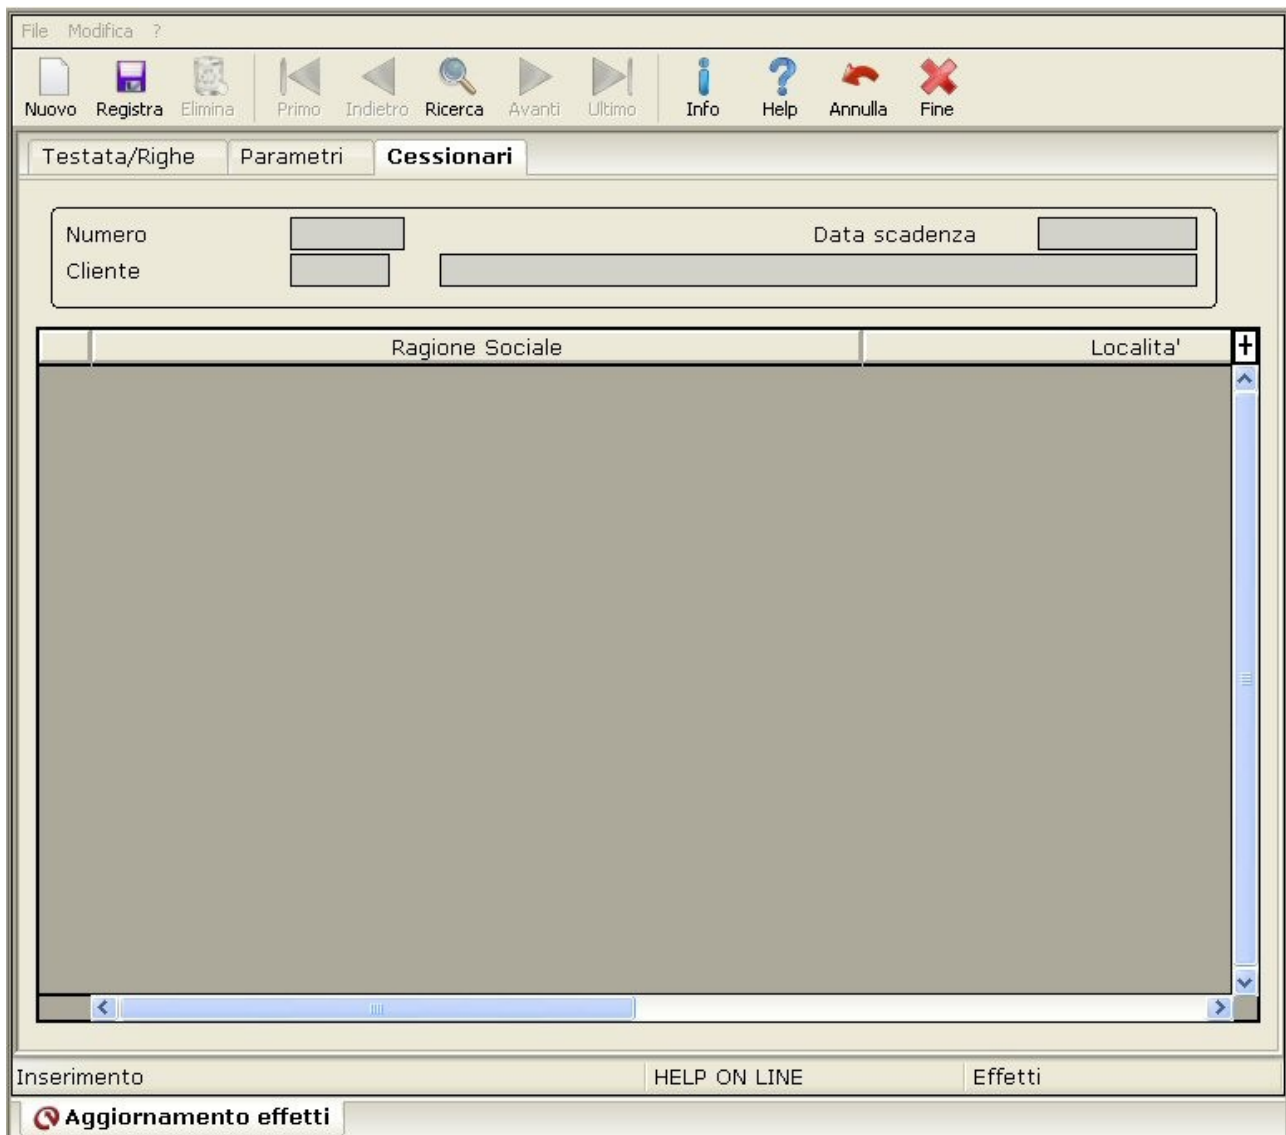 File Modifica ?
Nuovo Registra Elimina Primo Indietro Ricerca Avanti Ultimo Info Help Annulla Fine
Testata/Righe Parametri Cessionari
Numero Data scadenza
Cliente
Ragione Sociale Localita' +
Inserimento HELP ON LINE Effetti
Aggiornamento effetti